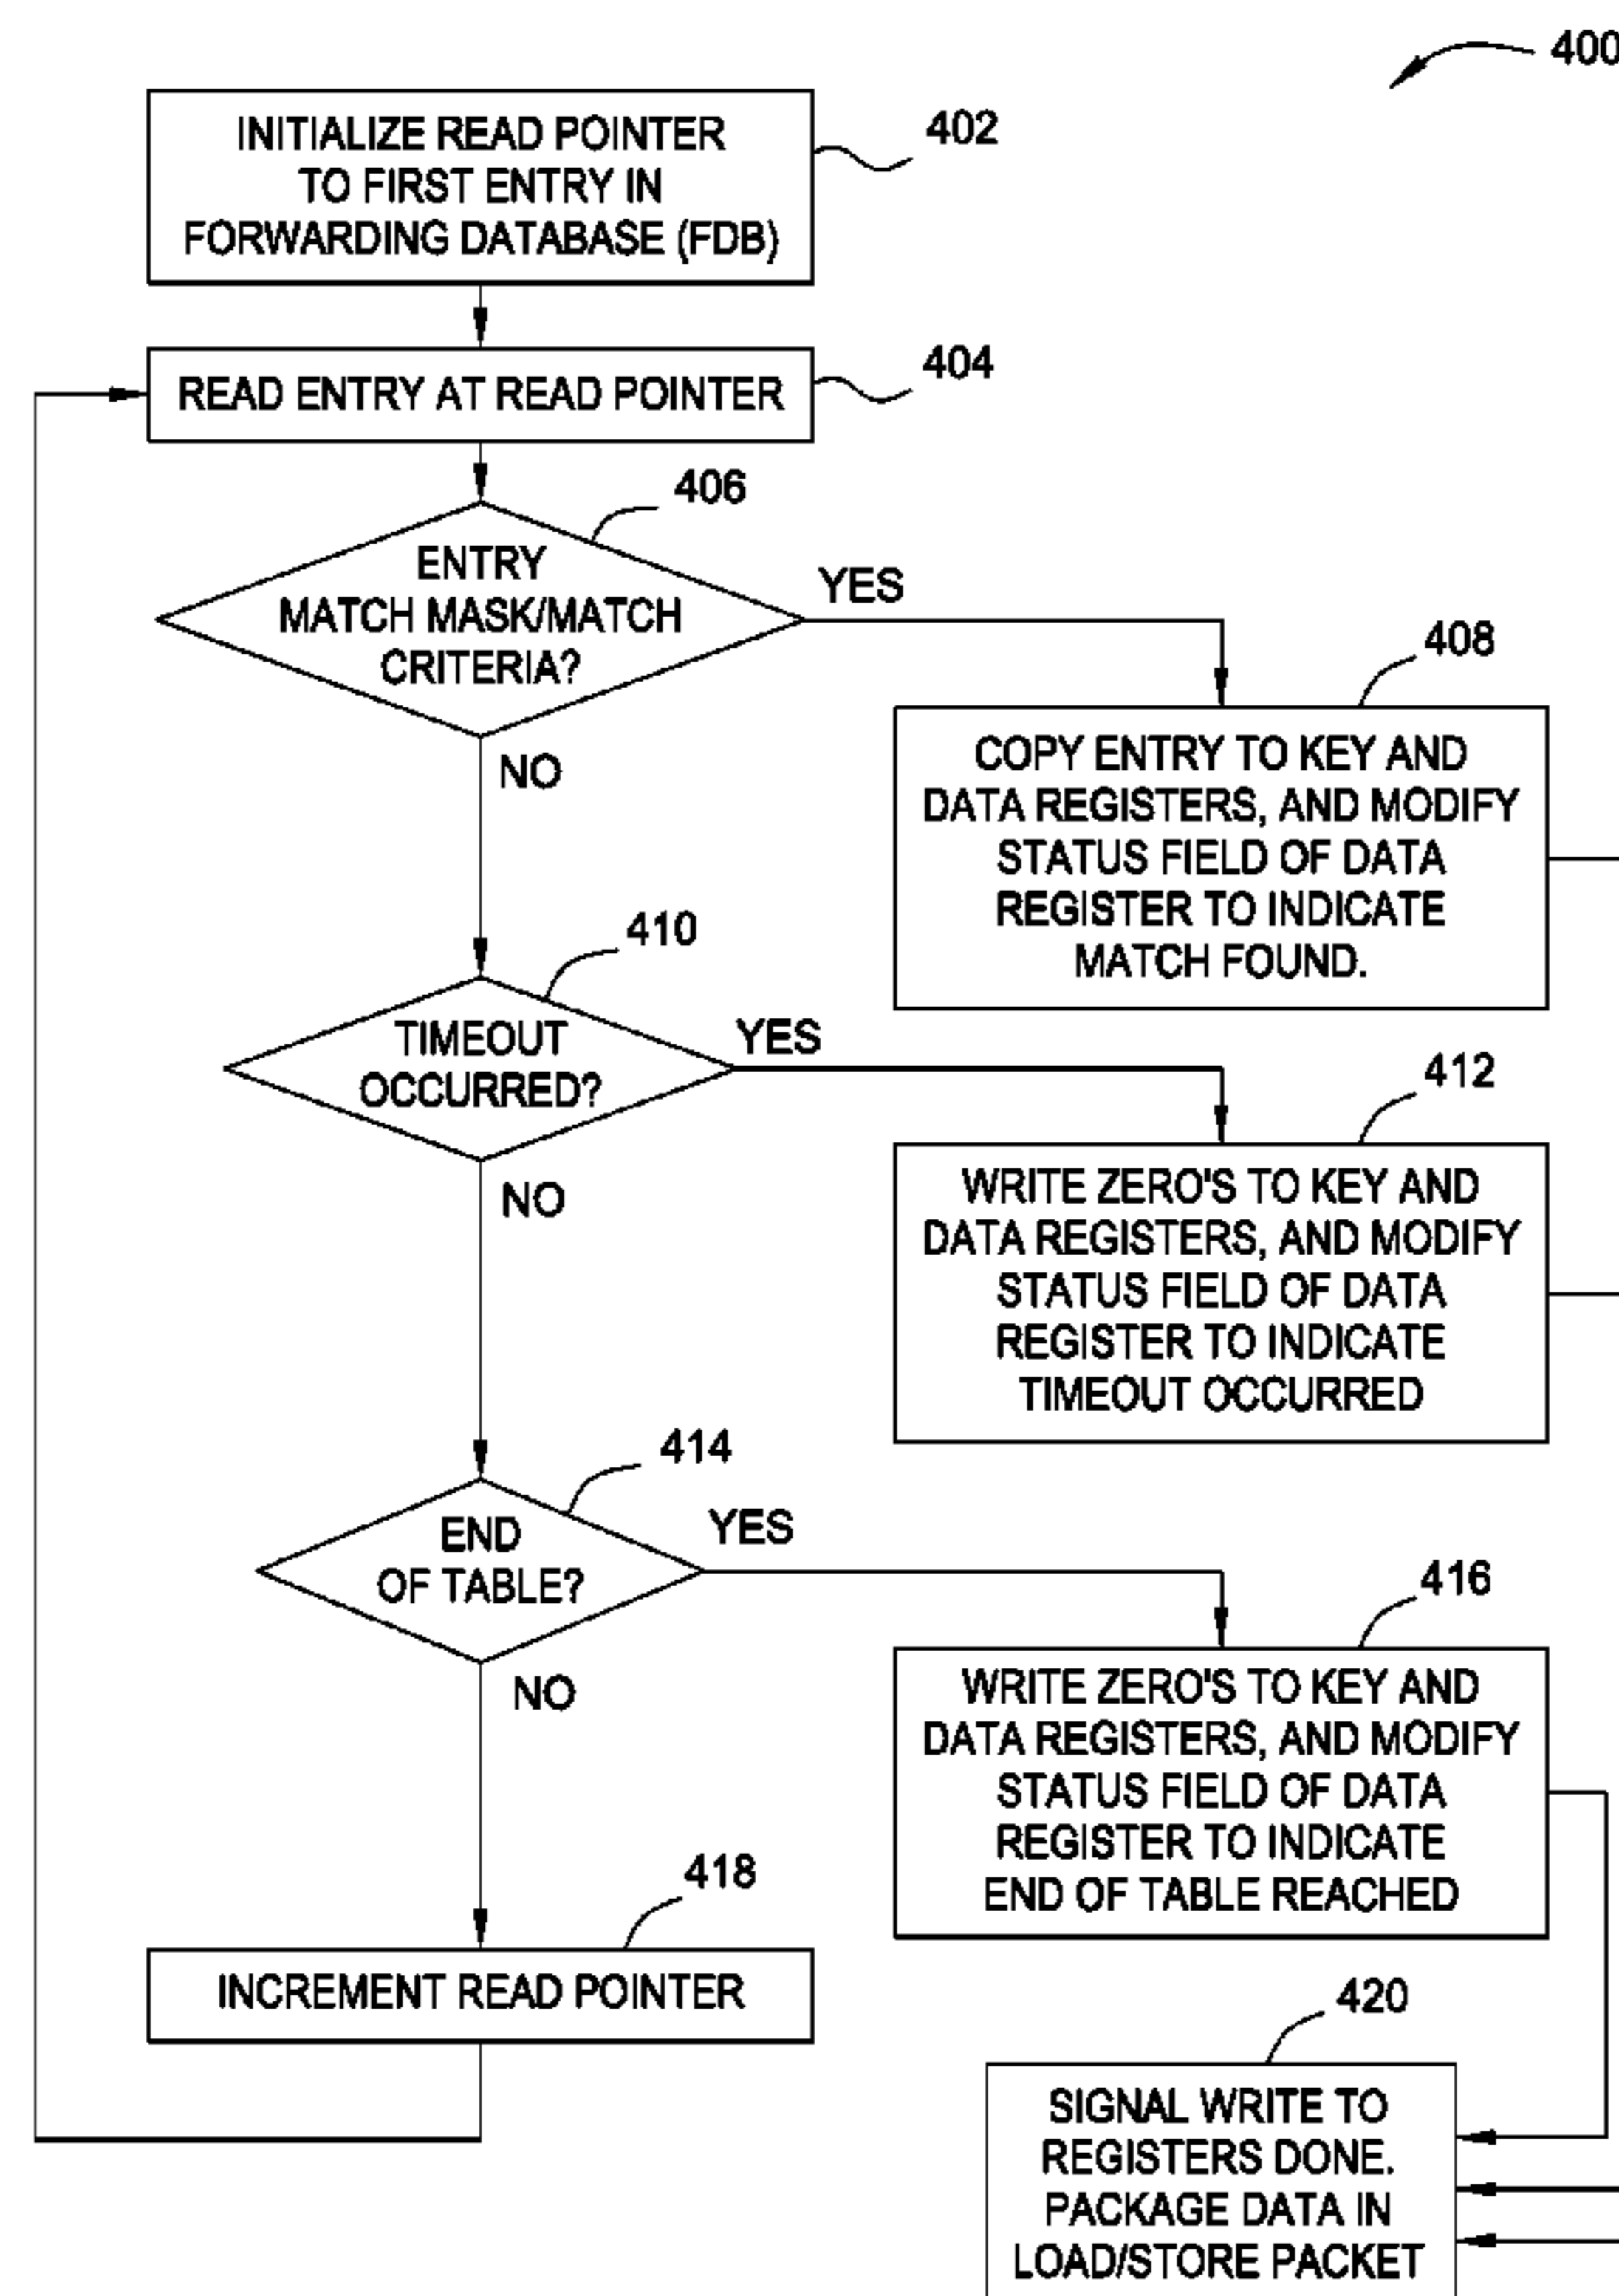 400
INITIALIZE READ POINTER
TO FIRST ENTRY IN
FORWARDING DATABASE (FDB)
402
READ ENTRY AT READ POINTER
404
406
ENTRY
MATCH MASK/MATCH
CRITERIA?
YES
NO
408
COPY ENTRY TO KEY AND
DATA REGISTERS, AND MODIFY
STATUS FIELD OF DATA
REGISTER TO INDICATE
MATCH FOUND.
410
TIMEOUT
OCCURRED?
YES
NO
412
WRITE ZERO'S TO KEY AND
DATA REGISTERS, AND MODIFY
STATUS FIELD OF DATA
REGISTER TO INDICATE
TIMEOUT OCCURRED
414
END
OF TABLE?
YES
NO
416
WRITE ZERO'S TO KEY AND
DATA REGISTERS, AND MODIFY
STATUS FIELD OF DATA
REGISTER TO INDICATE
END OF TABLE REACHED
418
INCREMENT READ POINTER
420
SIGNAL WRITE TO
REGISTERS DONE.
PACKAGE DATA IN
LOAD/STORE PACKET